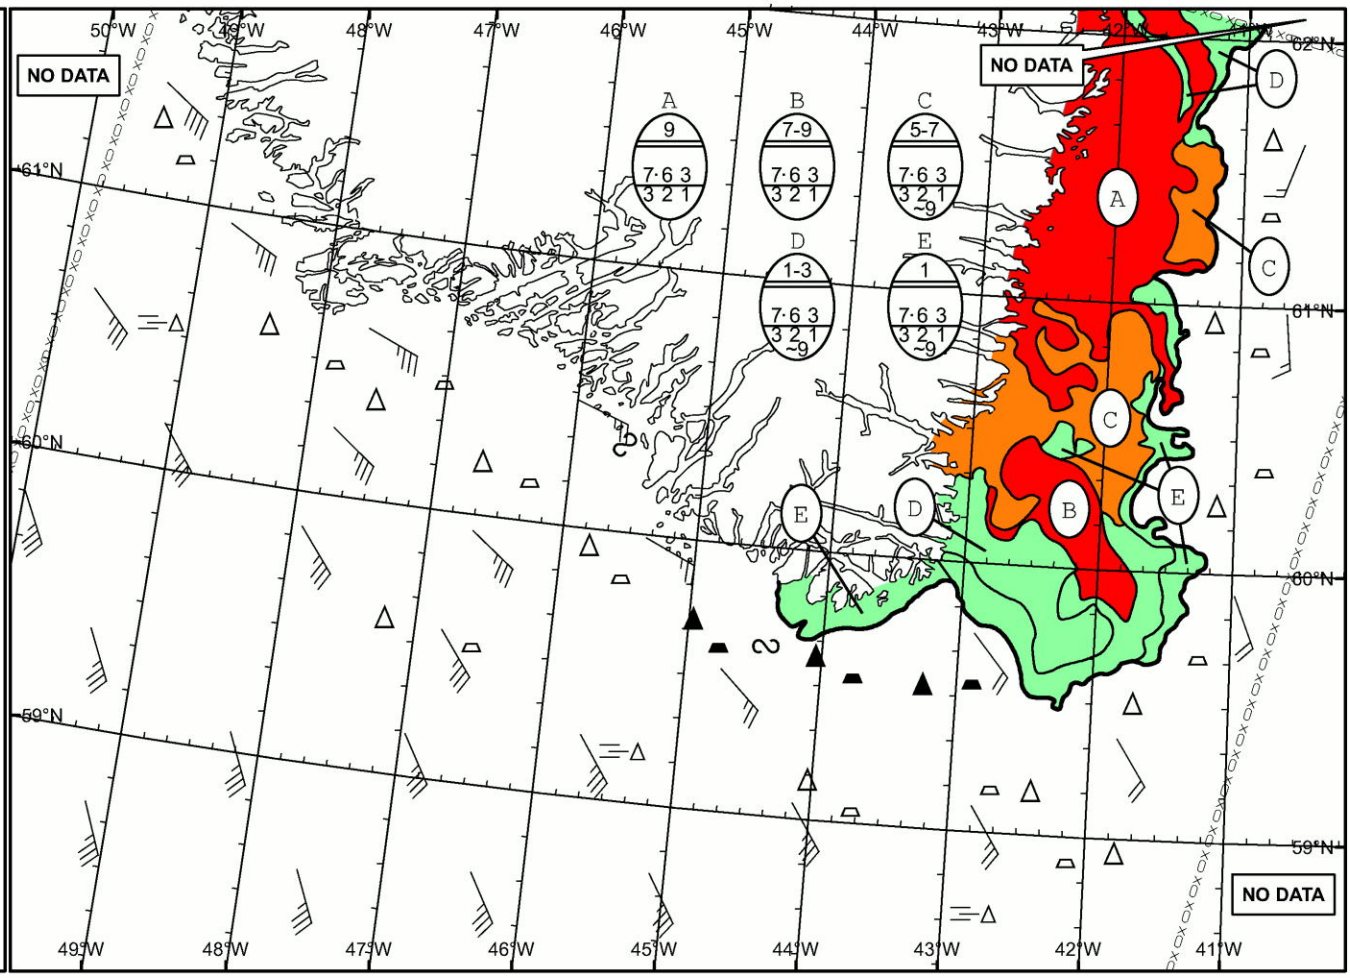 50°W 49°W 48°W 47°W 46°W 45°W 44°W 43°W 42°W 41°W
62°N
NO DATA
NO DATA
D
A B C
9 7-9 5-7
7·6 3 7·6 3 7·6 3
3 2 1 3 2 1 3 2 1
~9
61°N
A
D E
C
1-3 1
7·6 3 7·6 3
3 2 1 3 2 1
~9 ~9
61°N
C
60°N
E D B E
60°N
59°N
59°N
NO DATA
49°W 48°W 47°W 46°W 45°W 44°W 43°W 42°W 41°W